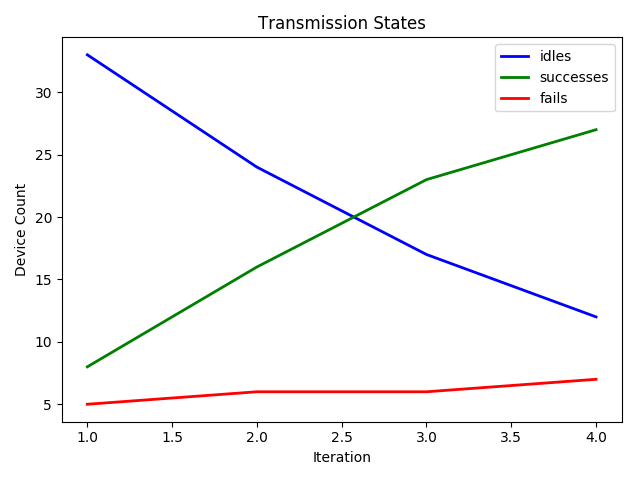 Transmission States
idles
successes
fails
Device Count
30
25
20
15
10
5
1.0 1.5 2.0 2.5 3.0 3.5 4.0
Iteration